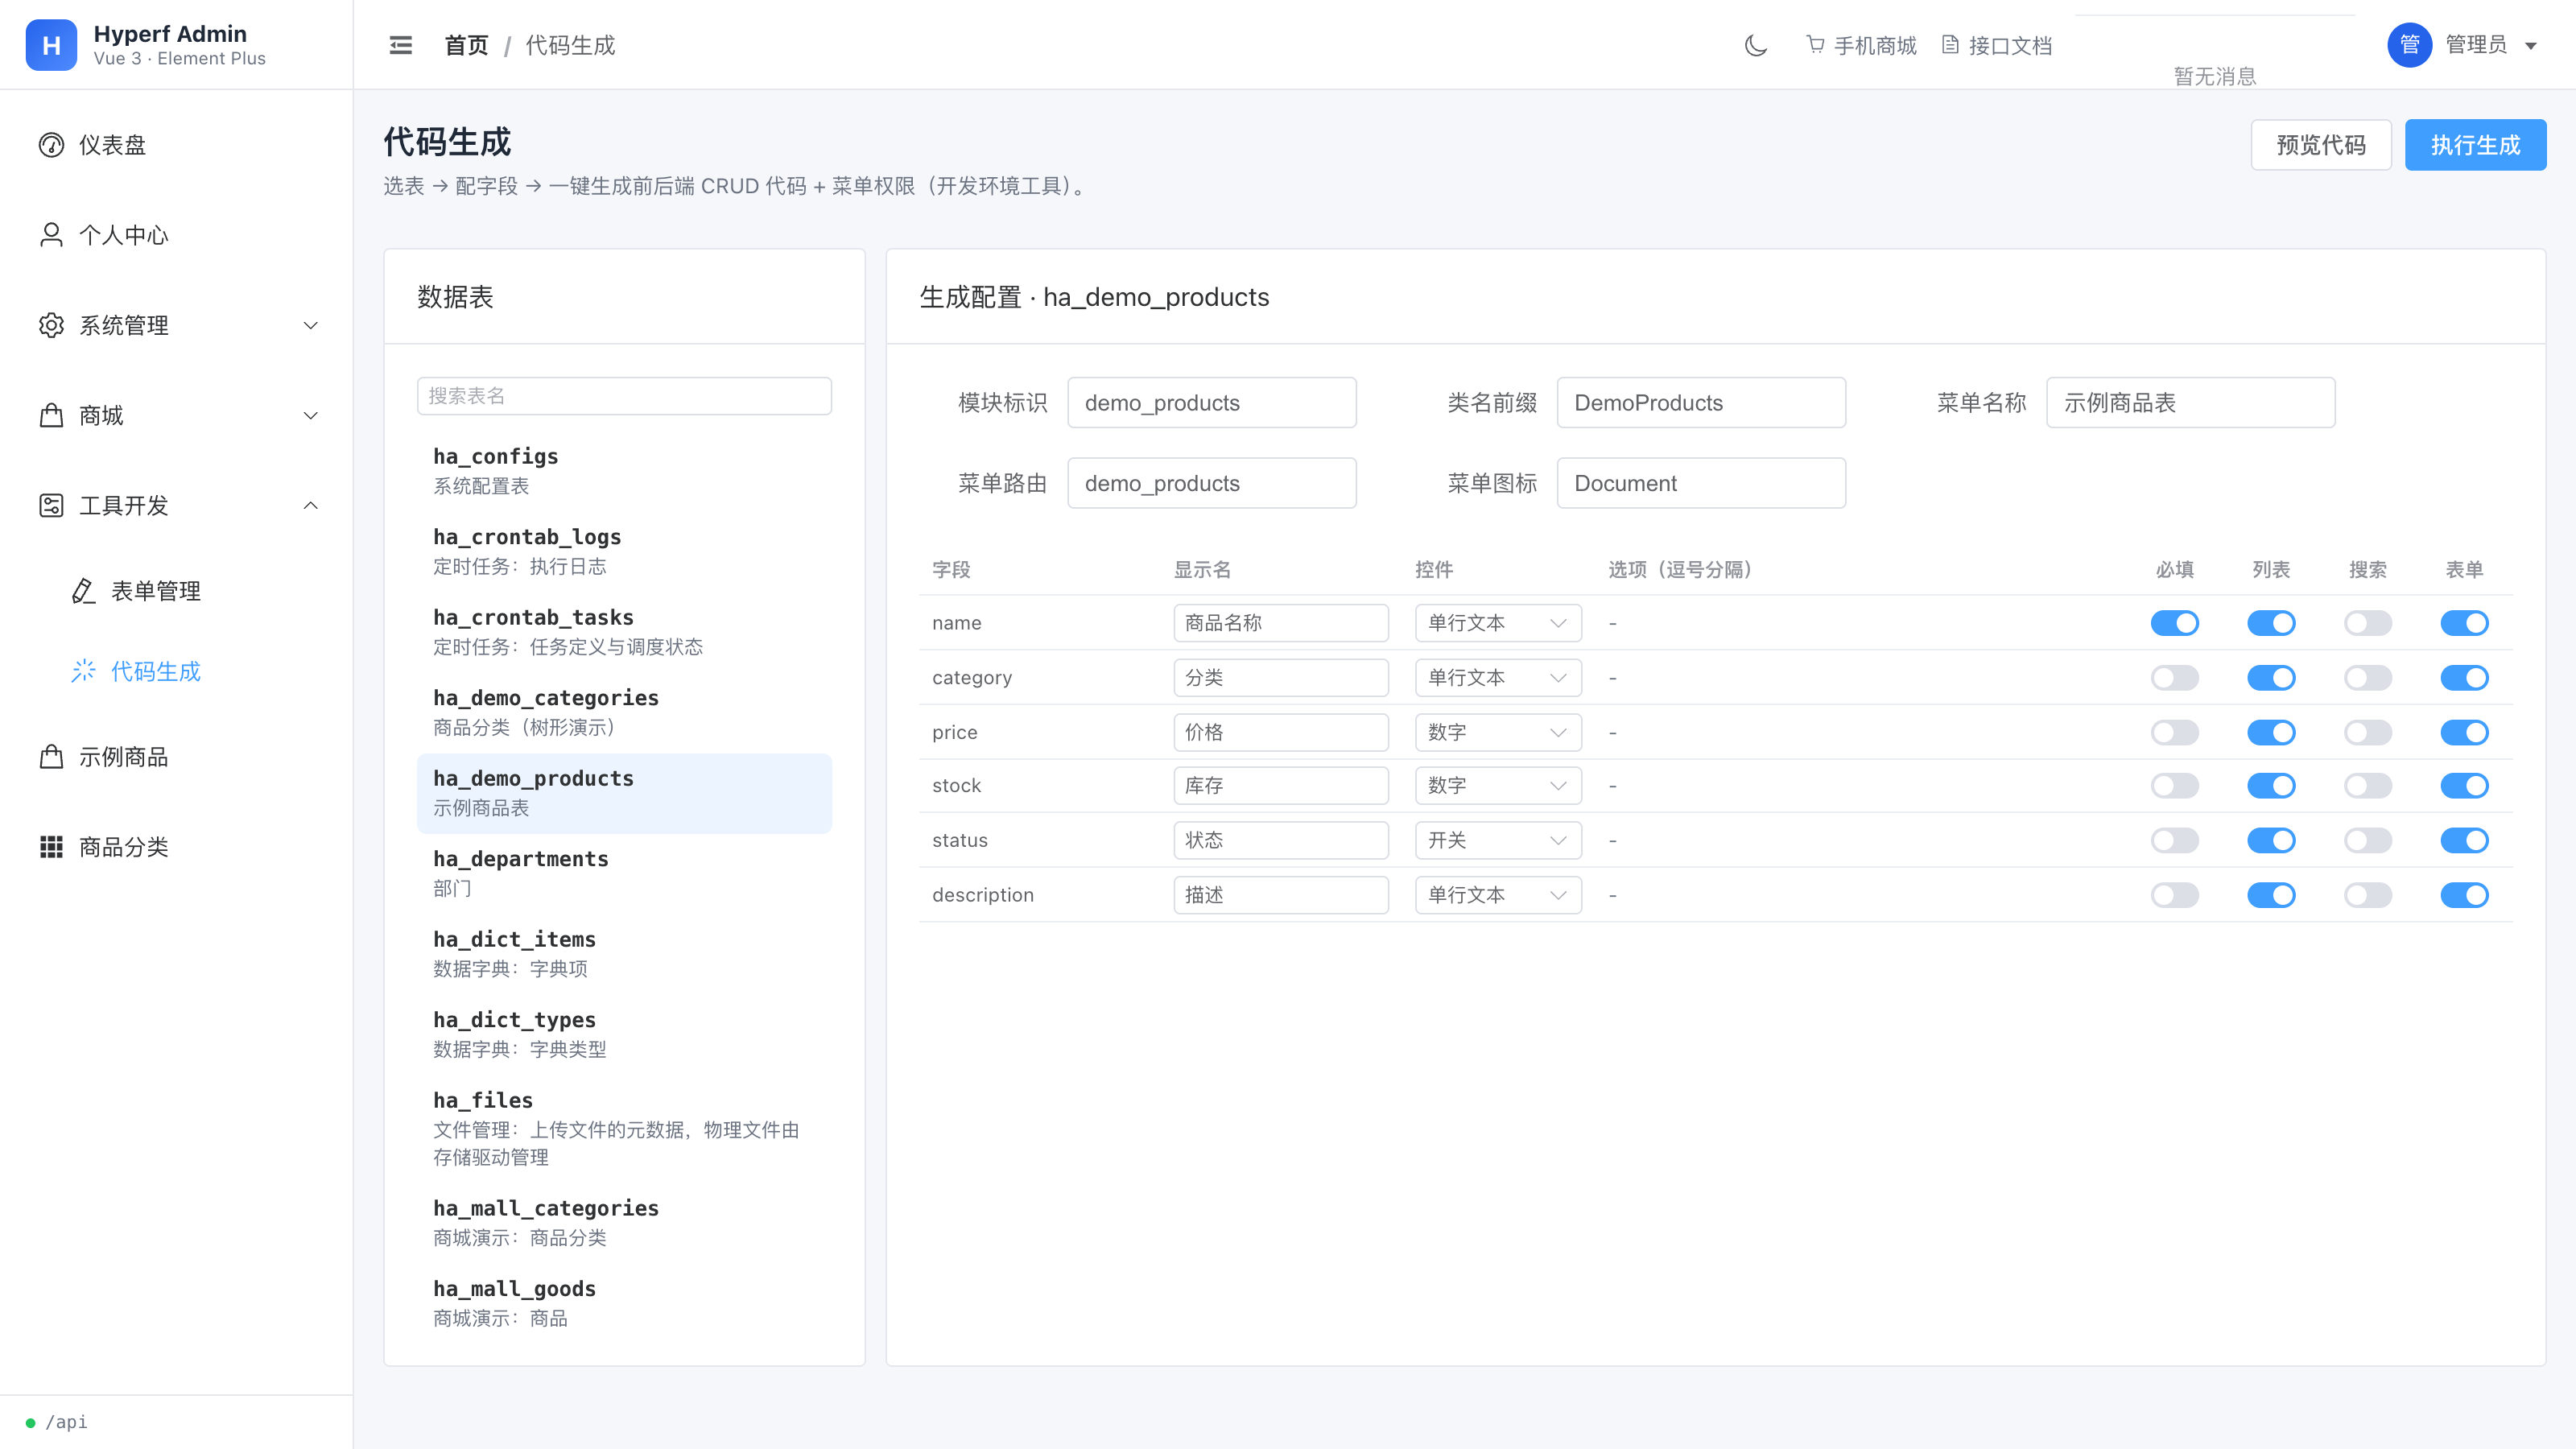 H
Hyperf Admin
Vue 3 · Element Plus
首页 / 代码生成
手机商城
接口文档
暂无消息
管
管理员
仪表盘
个人中心
系统管理
商城
工具开发
表单管理
代码生成
示例商品
商品分类
/api
代码生成
选表 → 配字段 → 一键生成前后端 CRUD 代码 + 菜单权限（开发环境工具）。
预览代码
执行生成
数据表
搜索表名
ha_configs
系统配置表
ha_crontab_logs
定时任务：执行日志
ha_crontab_tasks
定时任务：任务定义与调度状态
ha_demo_categories
商品分类（树形演示）
ha_demo_products
示例商品表
ha_departments
部门
ha_dict_items
数据字典：字典项
ha_dict_types
数据字典：字典类型
ha_files
文件管理：上传文件的元数据，物理文件由
存储驱动管理
ha_mall_categories
商城演示：商品分类
ha_mall_goods
商城演示：商品
生成配置 · ha_demo_products
模块标识 demo_products 类名前缀 DemoProducts 菜单名称 示例商品表
菜单路由 demo_products 菜单图标 Document
字段 显示名 控件 选项（逗号分隔） 必填 列表 搜索 表单
name 商品名称 单行文本 -
category 分类 单行文本 -
price 价格 数字 -
stock 库存 数字 -
status 状态 开关 -
description 描述 单行文本 -